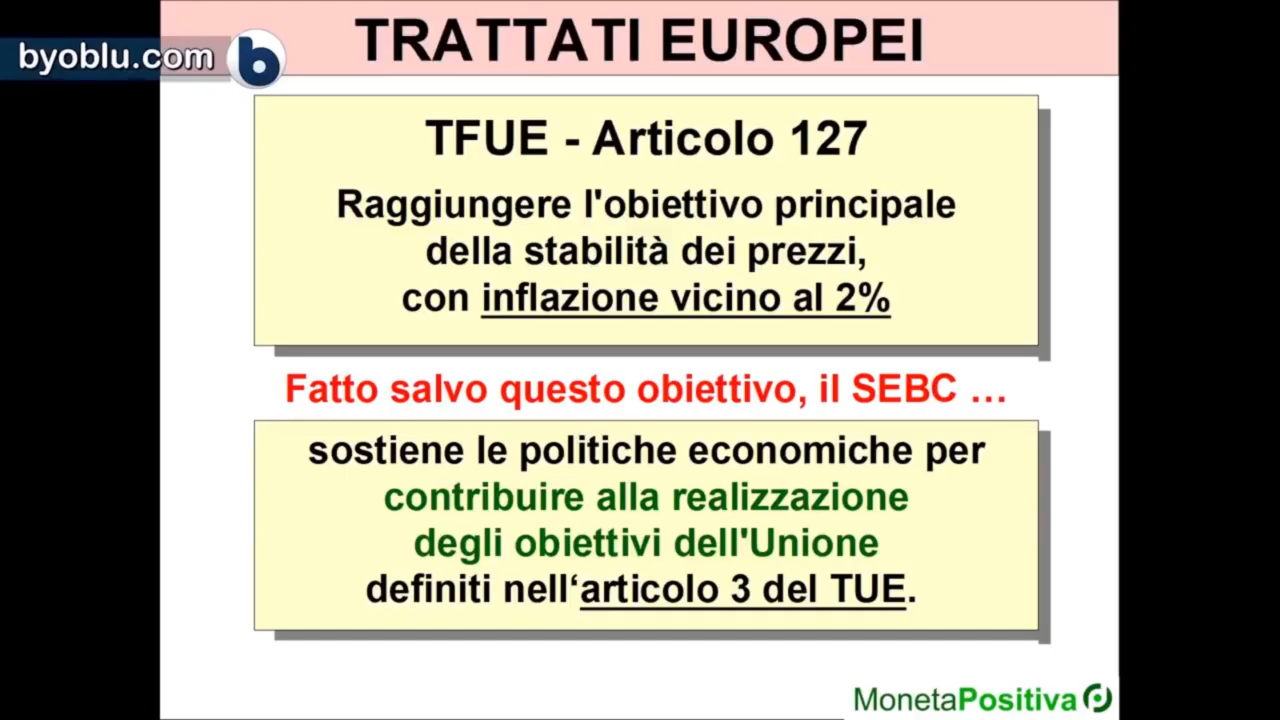 TRATTATI EUROPEI
byoblu.com b
TFUE - Articolo 127
Raggiungere l'obiettivo principale
della stabilità dei prezzi,
con inflazione vicino al 2%
Fatto salvo questo obiettivo, il SEBC …
sostiene le politiche economiche per
contribuire alla realizzazione
degli obiettivi dell'Unione
definiti nell‘articolo 3 del TUE.
MonetaPositiva